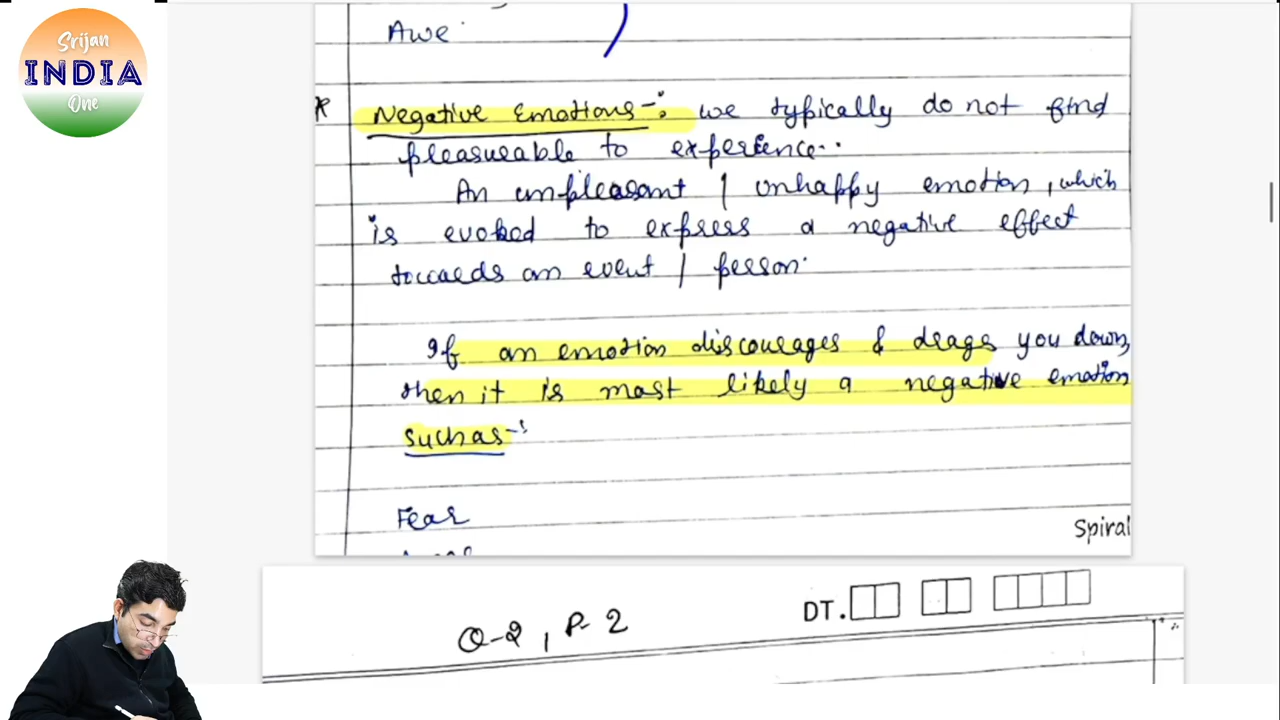 Srijan
INDIA
One
Awe
* Negative Emotions -: we typically do not find
pleasureable to experience..
An unpleasant / unhappy emotion, which
is evoked to express a negative effect
towards an event / person.
If an emotion discourages & drags you down,
then it is most likely a negative emotion
such as -:
Fear
Spiral
Q-2, P-2
DT.